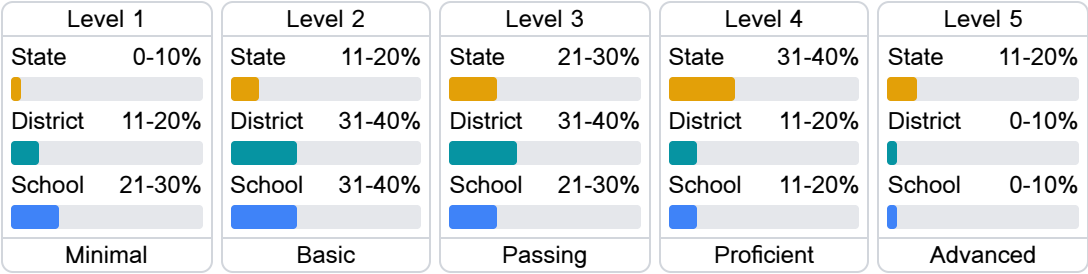 Level 1
State 0-10%
District 11-20%
School 21-30%
Minimal
Level 2
State 11-20%
District 31-40%
School 31-40%
Basic
Level 3
State 21-30%
District 31-40%
School 21-30%
Passing
Level 4
State 31-40%
District 11-20%
School 11-20%
Proficient
Level 5
State 11-20%
District 0-10%
School 0-10%
Advanced